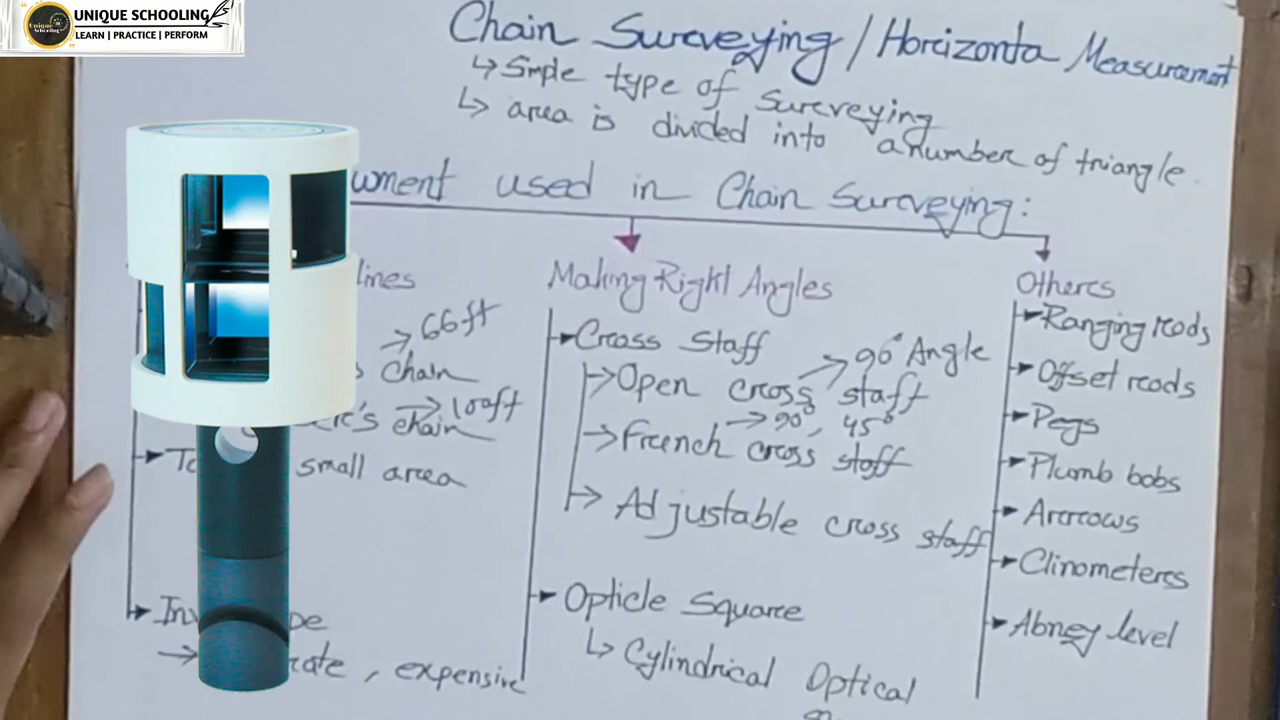 UNIQUE SCHOOLING
LEARN | PRACTICE | PERFORM
Unique Schooling
Chain Surveying / Horizonta Measurement
↳ Smple type of surveying
↳ area is divided into a number of triangle.
ument used in Chain Surveying:
lines
→ 66ft
s chain
→ 100ft
's chain
small area
pe
→ rate, expensive
Making Right Angles
Cross Staff
→ 90° Angle
→ Open cross staff
→ 90°, 45°
→ French cross staff
→ Adjustable cross staff
Opticle Square
↳ Cylindrical Optical
Others
Ranging rods
Offset rods
Pegs
Plumb bobs
Arrows
Clinometers
Abney level